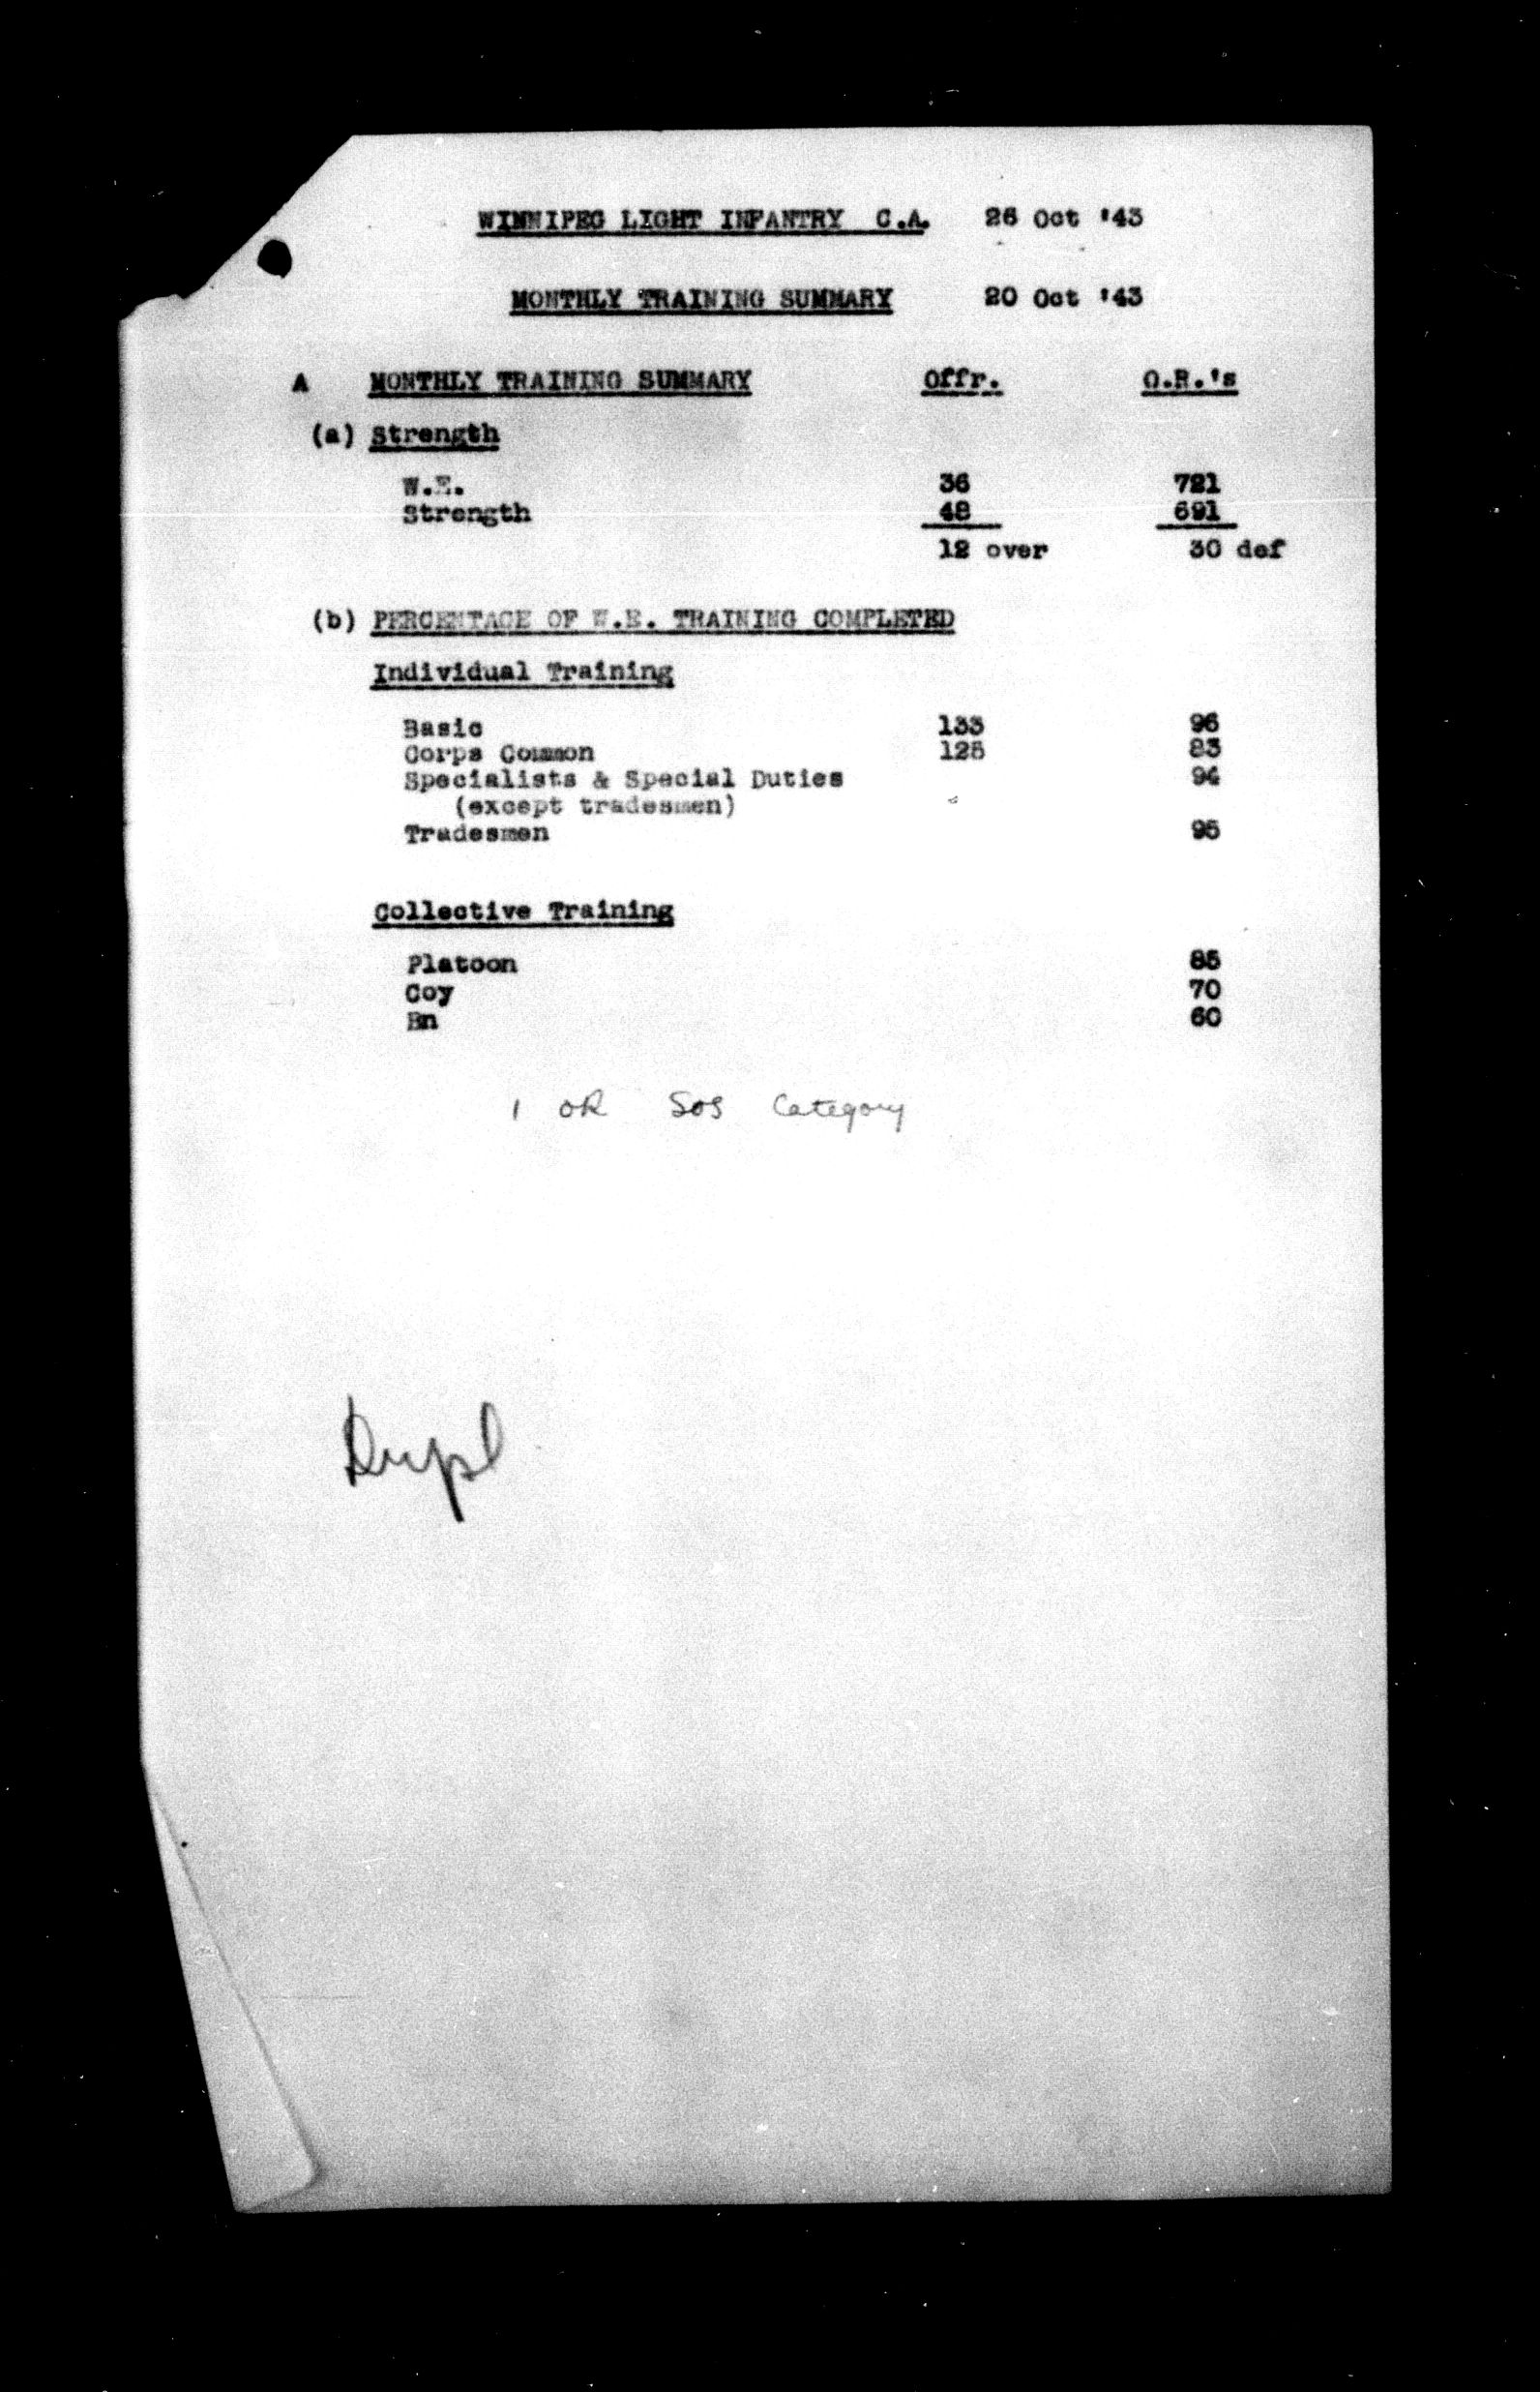 WINNIPEG LIGHT INFANTRY C.A. 26 Oct '43
MONTHLY TRAINING SUMMARY 20 Oct '43
A MONTHLY TRAINING SUMMARY Offr. O.R.'s
(a) Strength
W.E. 36 721
Strength 48 691
12 over 30 def
(b) PERCENTAGE OF W.E. TRAINING COMPLETED
Individual Training
Basic 133 96
Corps Common 125 83
Specialists & Special Duties 94
(except tradesmen)
Tradesmen 95
Collective Training
Platoon 85
Coy 70
Bn 60
1 OR SOS Category
Dupl